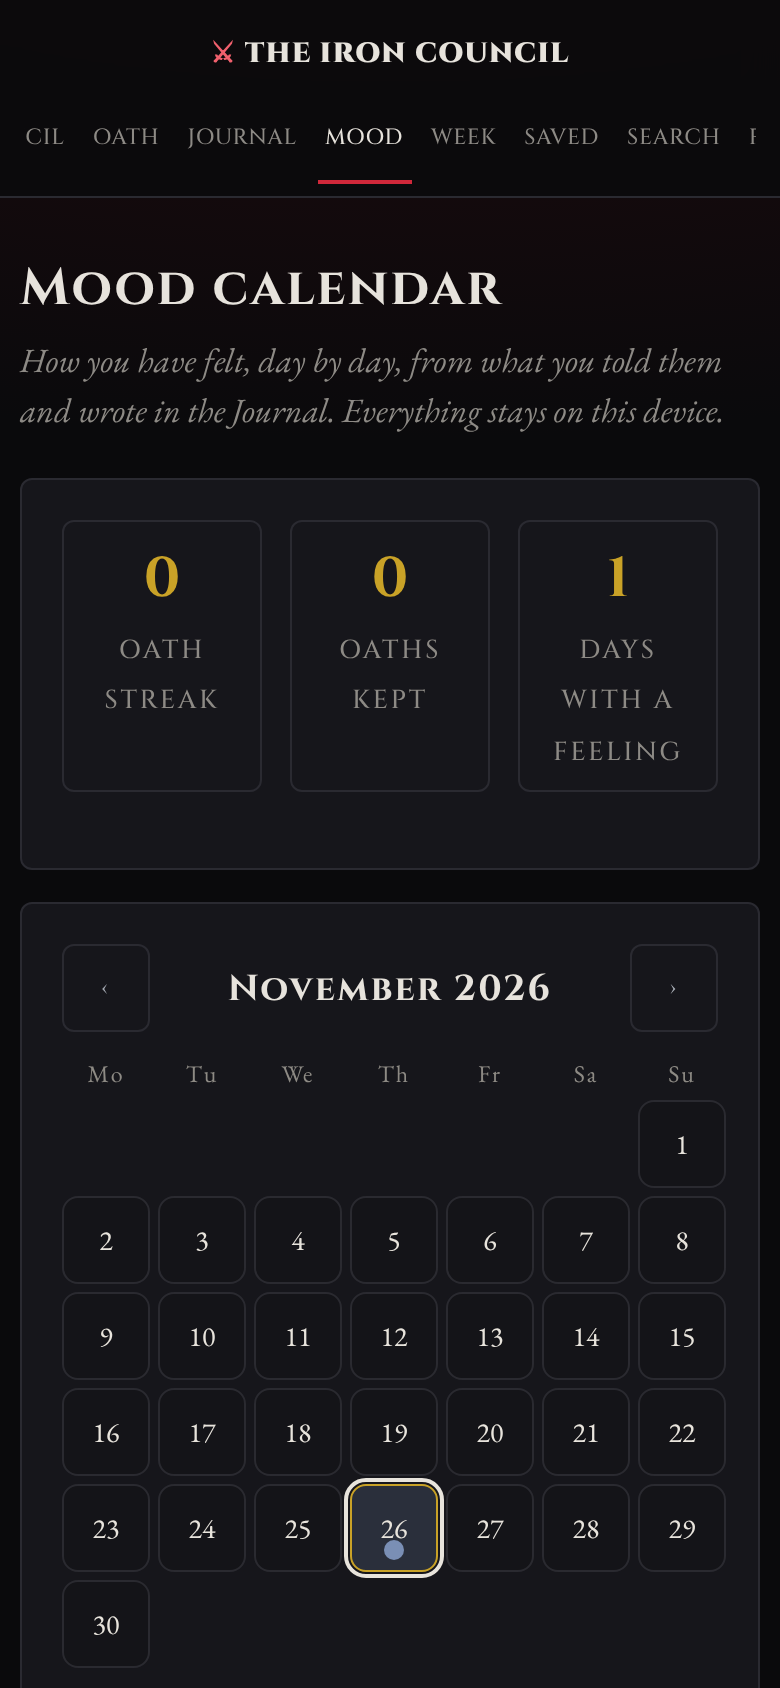 ⚔ THE IRON COUNCIL
CIL OATH JOURNAL MOOD WEEK SAVED SEARCH
Mood calendar
How you have felt, day by day, from what you told them
and wrote in the Journal. Everything stays on this device.
0 0 1
OATH STREAK
OATHS KEPT
DAYS WITH A FEELING
‹ November 2026 ›
Mo Tu We Th Fr Sa Su
1
2 3 4 5 6 7 8
9 10 11 12 13 14 15
16 17 18 19 20 21 22
23 24 25 26 27 28 29
30